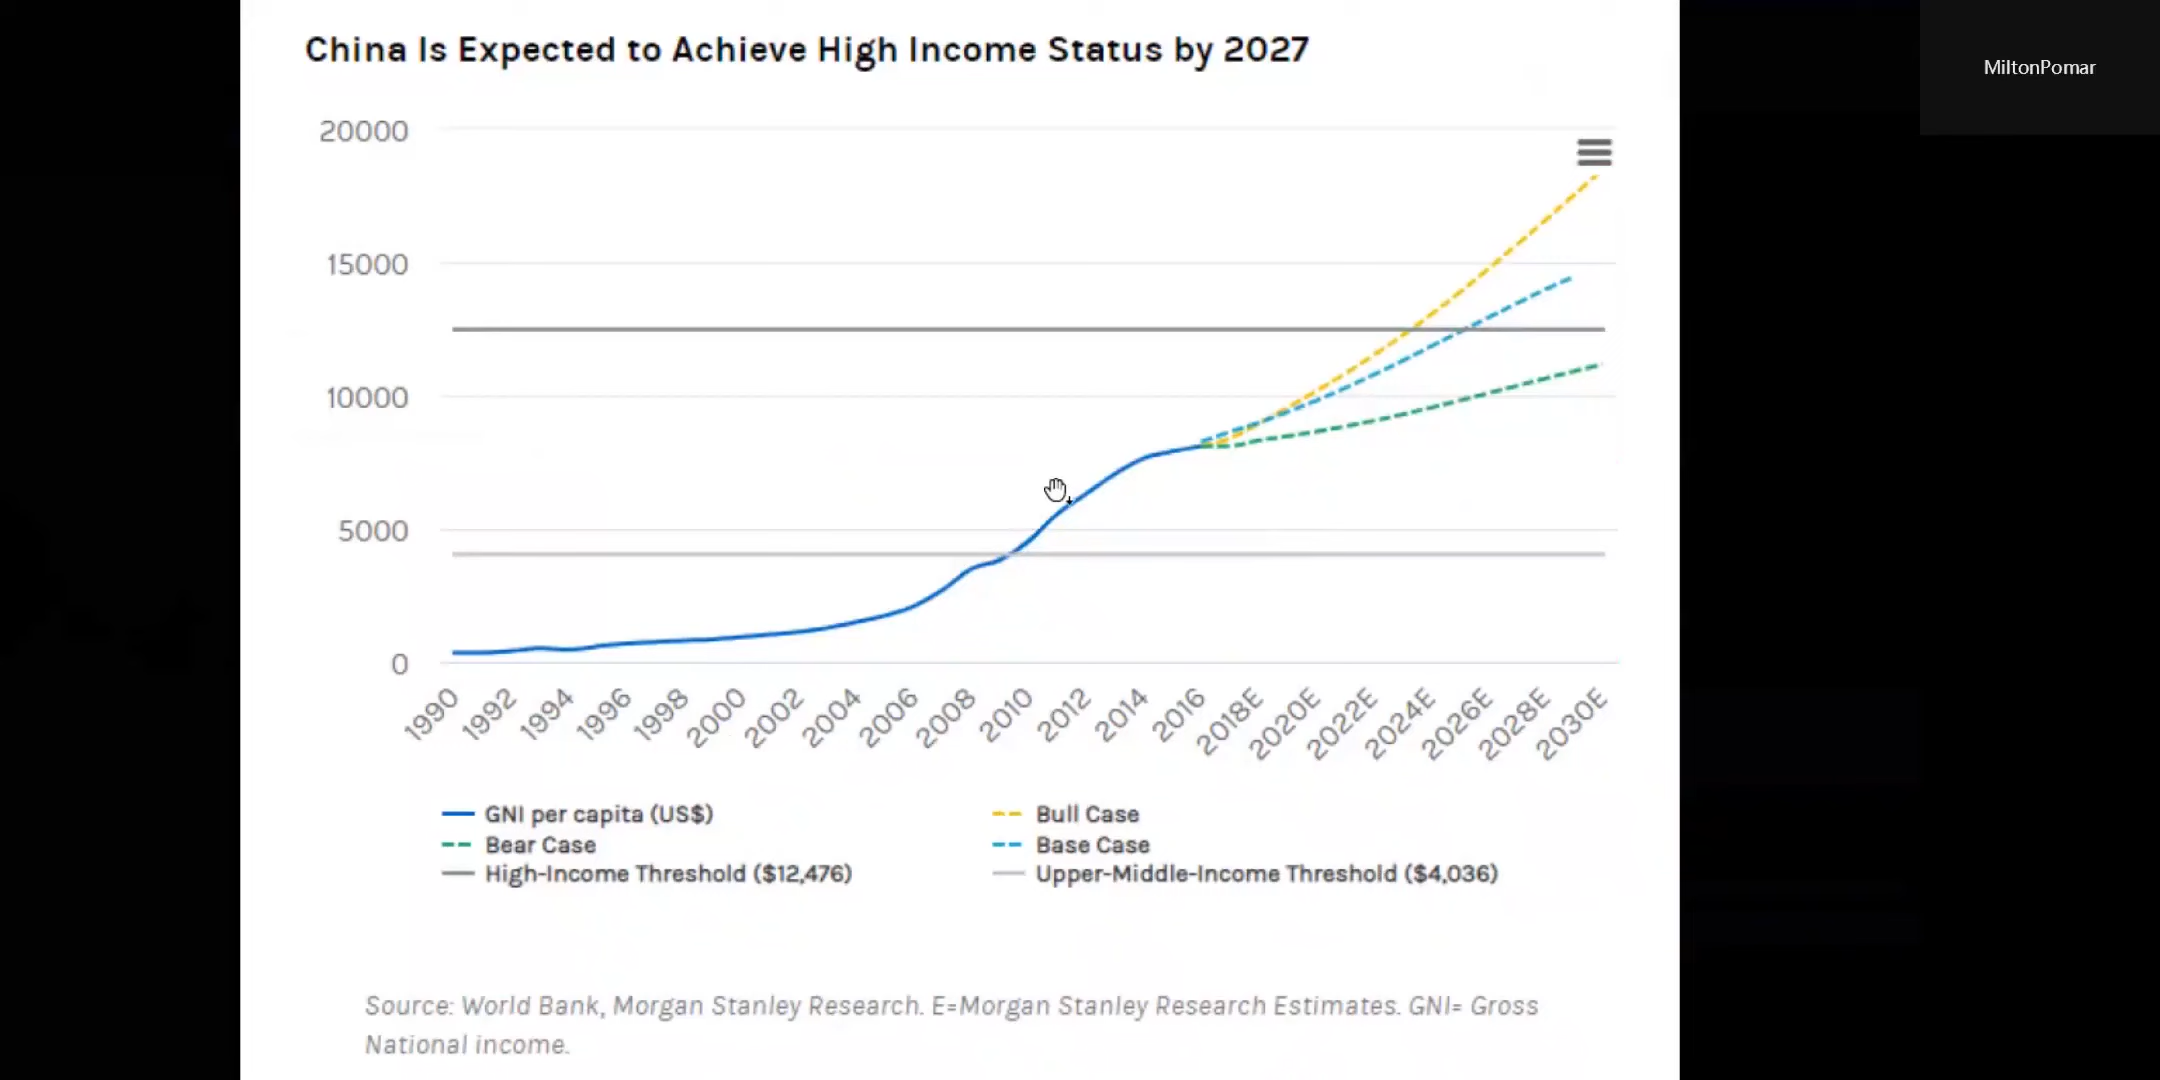 China Is Expected to Achieve High Income Status by 2027
MiltonPomar
20000
15000
10000
5000
0
1990 1992 1994 1996 1998 2000 2002 2004 2006 2008 2010 2012 2014 2016 2018E 2020E 2022E 2024E 2026E 2028E 2030E
GNI per capita (US$) Bull Case
Bear Case Base Case
High-Income Threshold ($12,476) Upper-Middle-Income Threshold ($4,036)
Source: World Bank, Morgan Stanley Research. E=Morgan Stanley Research Estimates. GNI= Gross
National income.